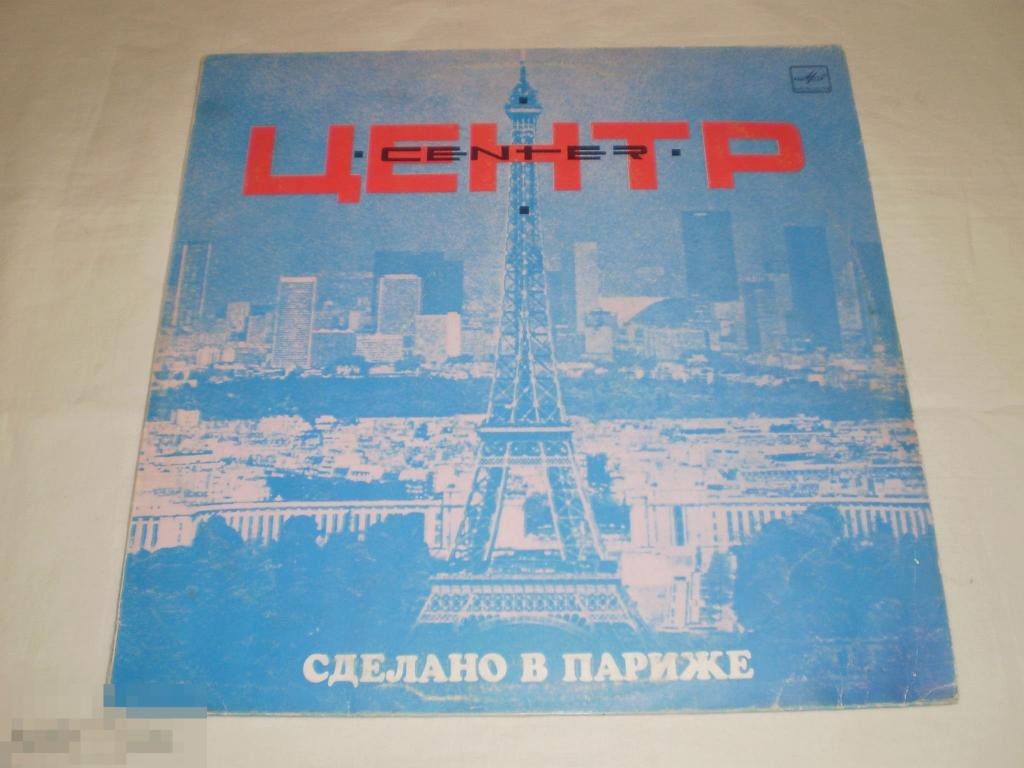 ЦЕНТР
· CENTER ·
СДЕЛАНО В ПАРИЖЕ